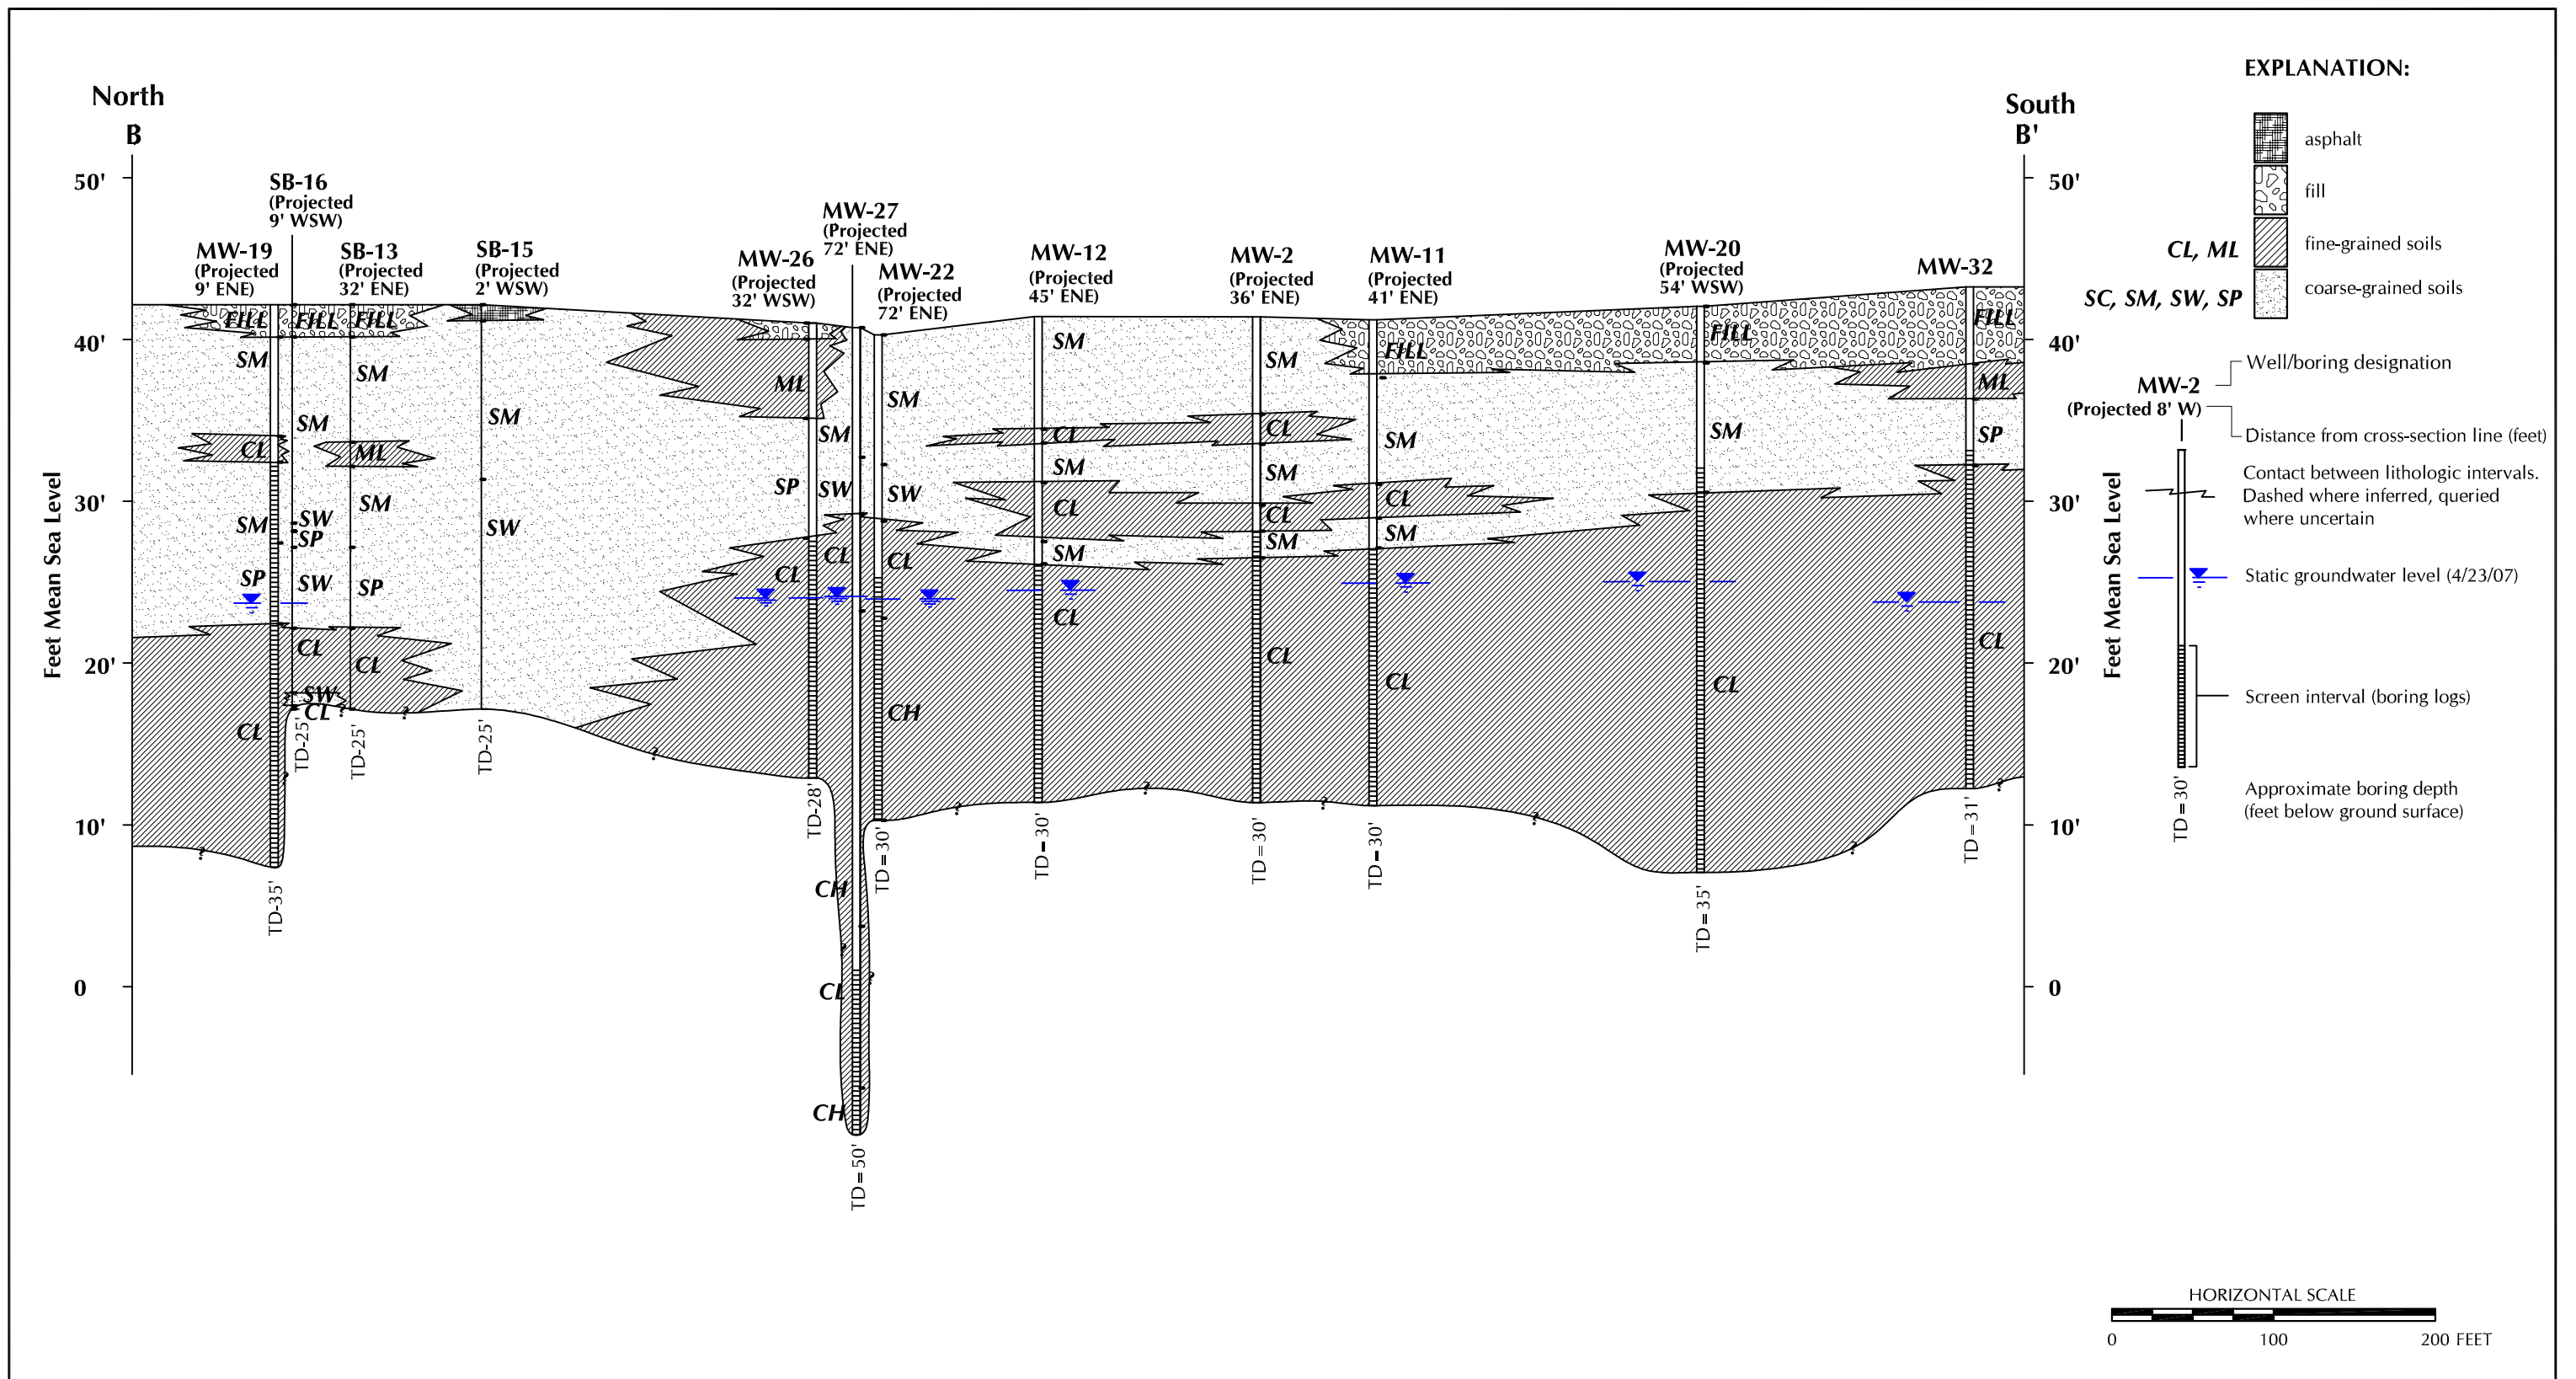 EXPLANATION:
North
B
South
B'
asphalt
fill
CL, ML
fine-grained soils
SC, SM, SW, SP
coarse-grained soils
Well/boring designation
MW-2
(Projected 8' W)
Distance from cross-section line (feet)
Contact between lithologic intervals.
Dashed where inferred, queried
where uncertain
Static groundwater level (4/23/07)
Screen interval (boring logs)
Approximate boring depth
(feet below ground surface)
TD=30'
Feet Mean Sea Level
50'
40'
30'
20'
10'
0
MW-19
(Projected
9' ENE)
SB-16
(Projected
9' WSW)
SB-13
(Projected
32' ENE)
SB-15
(Projected
2' WSW)
MW-26
(Projected
32' WSW)
MW-27
(Projected
72' ENE)
MW-22
(Projected
72' ENE)
MW-12
(Projected
45' ENE)
MW-2
(Projected
36' ENE)
MW-11
(Projected
41' ENE)
MW-20
(Projected
54' WSW)
MW-32
FILL
SM
CL
SM
SP
CL
TD-35'
FILL
SM
SW
SP
SW
CL
SW
CL
TD-25'
FILL
SM
ML
SM
SP
CL
TD-25'
SM
SW
TD-25'
ML
SP
CL
TD-28'
SM
SW
CL
CH
CL
CH
TD=50'
SM
SW
CL
CH
TD=30'
SM
CL
SM
CL
SM
CL
TD=30'
SM
CL
SM
CL
SM
CL
TD=30'
FILL
SM
CL
SM
CL
TD=30'
FILL
SM
CL
TD=35'
FILL
ML
SP
CL
TD=31'
50'
40'
30'
20'
10'
0
Feet Mean Sea Level
?
?
?
?
?
?
?
?
?
?
?
?
?
?
HORIZONTAL SCALE
0 100 200 FEET